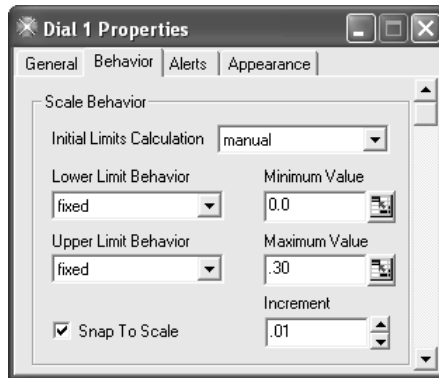 Dial 1 Properties
General Behavior Alerts Appearance
Scale Behavior
Initial Limits Calculation manual
Lower Limit Behavior Minimum Value
fixed 0.0
Upper Limit Behavior Maximum Value
fixed .30
Increment
Snap To Scale .01